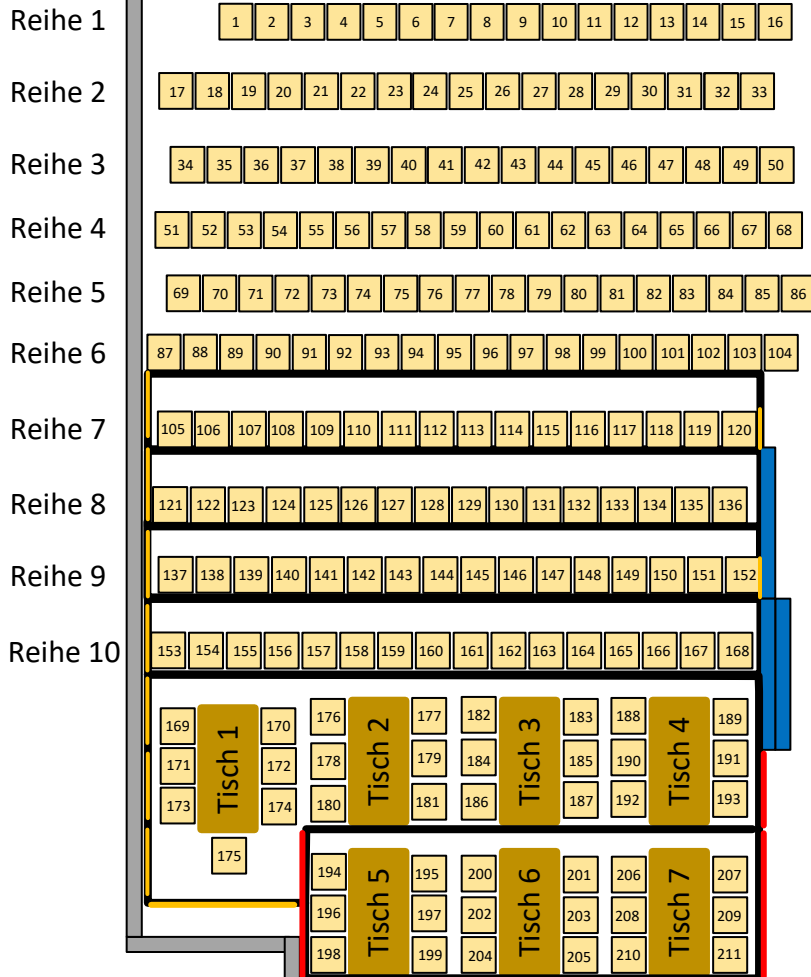 Reihe 1 1 2 3 4 5 6 7 8 9 10 11 12 13 14 15 16
Reihe 2 17 18 19 20 21 22 23 24 25 26 27 28 29 30 31 32 33
Reihe 3 34 35 36 37 38 39 40 41 42 43 44 45 46 47 48 49 50
Reihe 4 51 52 53 54 55 56 57 58 59 60 61 62 63 64 65 66 67 68
Reihe 5 69 70 71 72 73 74 75 76 77 78 79 80 81 82 83 84 85 86
Reihe 6 87 88 89 90 91 92 93 94 95 96 97 98 99 100 101 102 103 104
Reihe 7 105 106 107 108 109 110 111 112 113 114 115 116 117 118 119 120
Reihe 8 121 122 123 124 125 126 127 128 129 130 131 132 133 134 135 136
Reihe 9 137 138 139 140 141 142 143 144 145 146 147 148 149 150 151 152
Reihe 10 153 154 155 156 157 158 159 160 161 162 163 164 165 166 167 168
169 170 176 177 182 183 188 189
171 172 178 179 184 185 190 191
173 174 180 181 186 187 192 193
Tisch 1
Tisch 2
Tisch 3
Tisch 4
175
194 195 200 201 206 207
196 197 202 203 208 209
198 199 204 205 210 211
Tisch 5
Tisch 6
Tisch 7